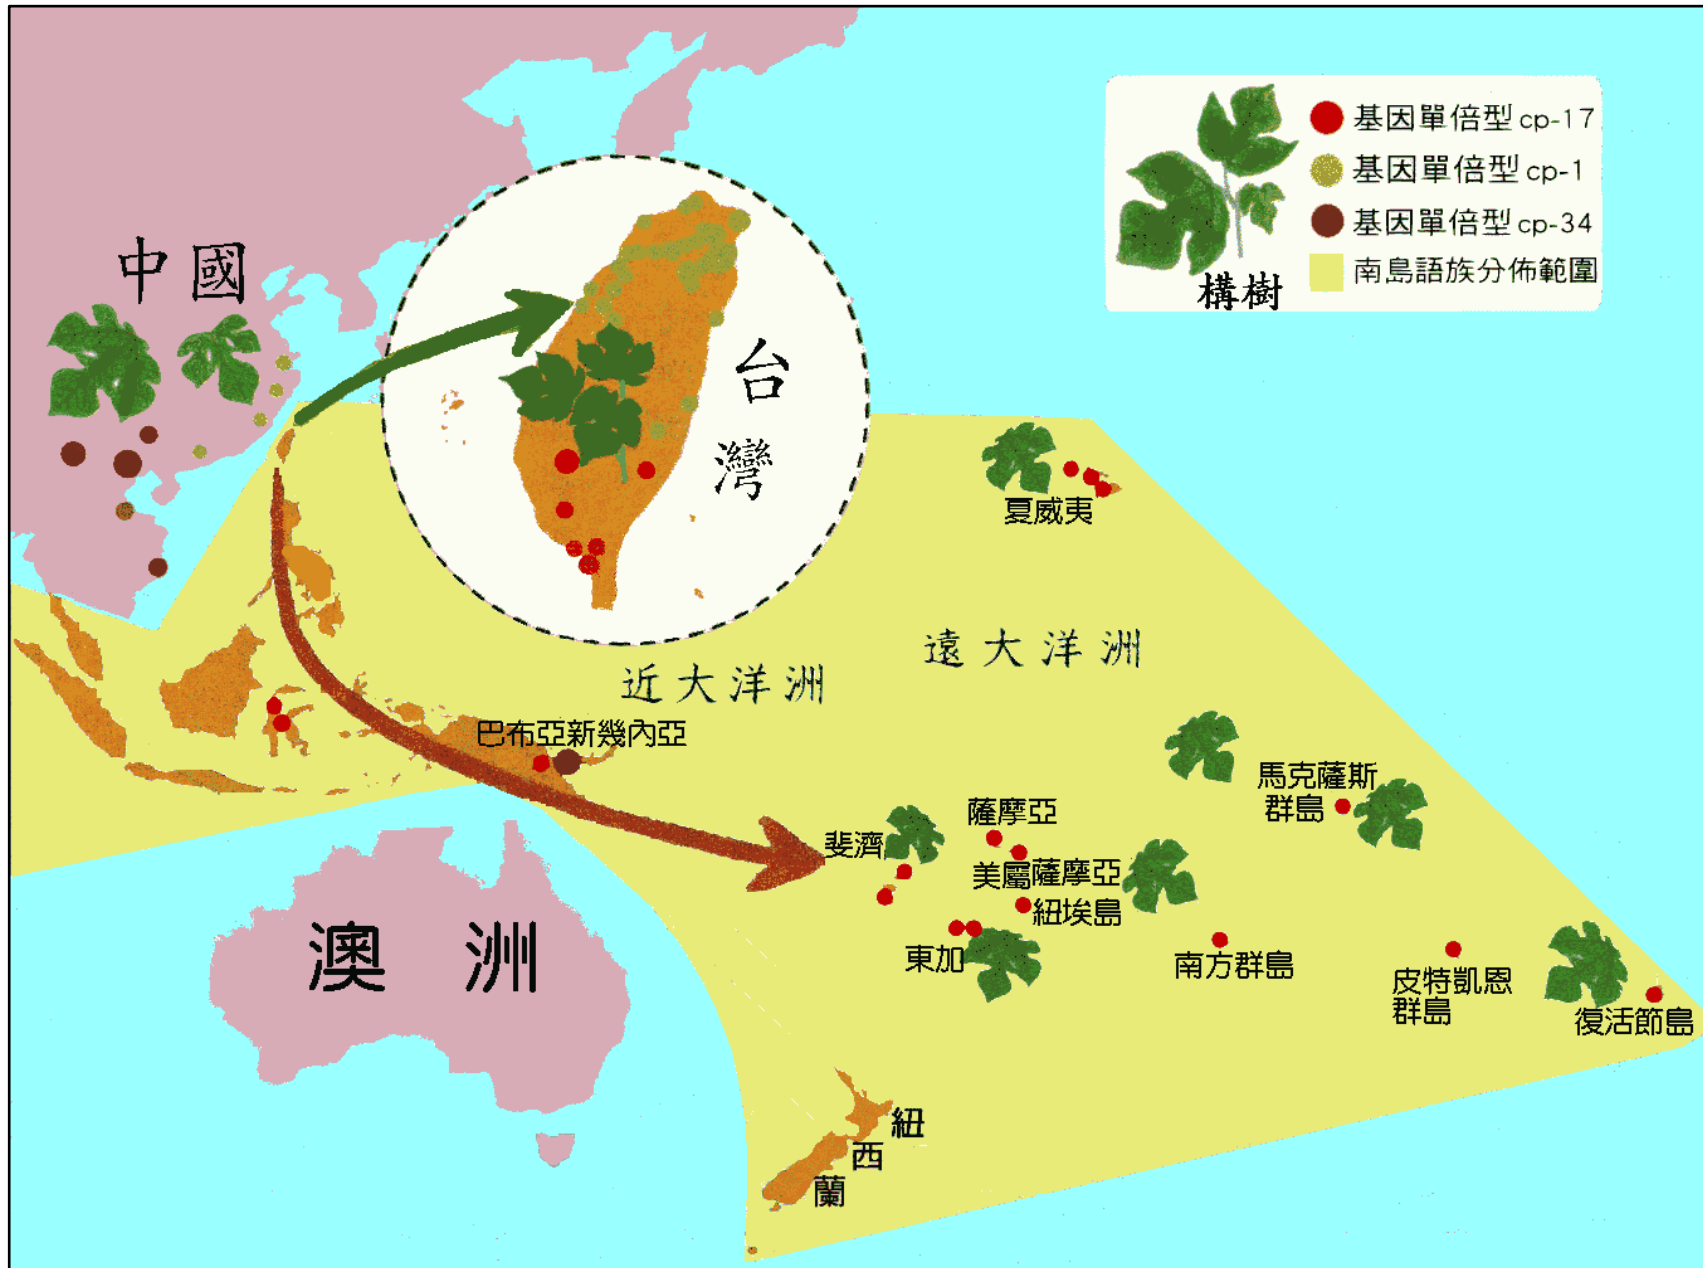 基因單倍型 cp-17
基因單倍型 cp-1
基因單倍型 cp-34
南島語族分佈範圍
構樹
中國
台灣
夏威夷
遠大洋洲
近大洋洲
巴布亞新幾內亞
馬克薩斯
群島
薩摩亞
斐濟
美屬薩摩亞
紐埃島
東加
南方群島
皮特凱恩
群島
復活節島
澳洲
紐西蘭